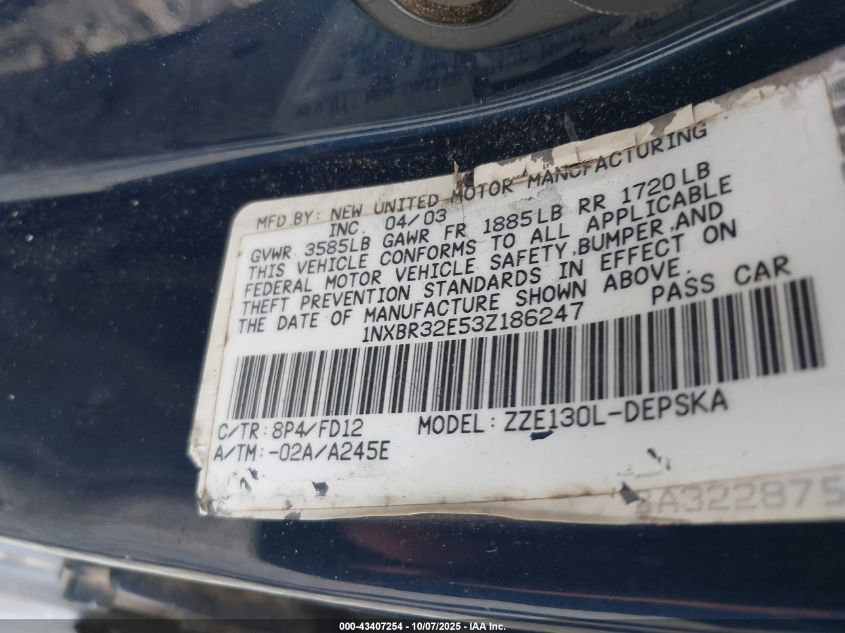 MFD.BY: NEW UNITED MOTOR MANUFACTURING
INC. 04/03
GVWR 3585LB GAWR FR 1885LB RR 1720LB
THIS VEHICLE CONFORMS TO ALL APPLICABLE
FEDERAL MOTOR VEHICLE SAFETY,BUMPER,AND
THEFT PREVENTION STANDARDS IN EFFECT ON
THE DATE OF MANUFACTURE SHOWN ABOVE.
1NXBR32E53Z186247 PASS CAR
C/TR:8P4/FD12 MODEL: ZZE130L-DEPSKA
A/TM:-02A/A245E
A322875
000-43407254 - 10/07/2025 - IAA Inc.